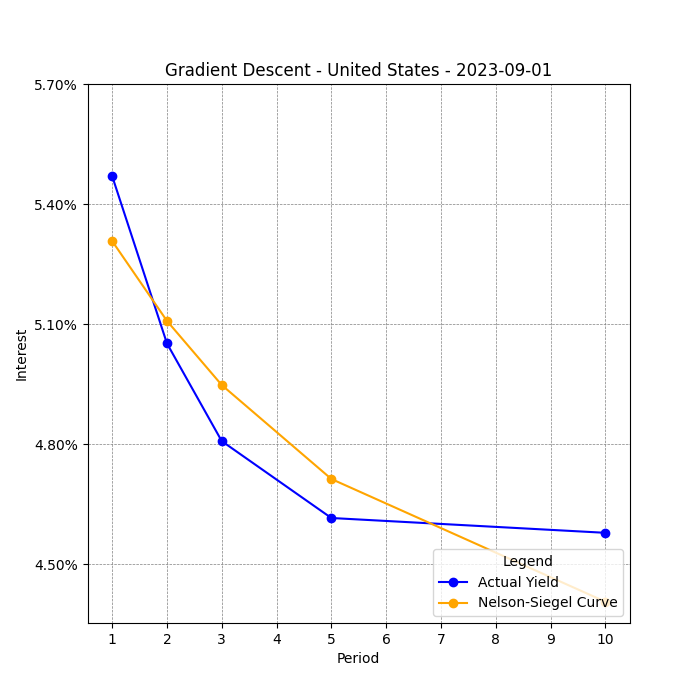 Gradient Descent - United States - 2023-09-01
5.70%
5.40%
5.10%
4.80%
4.50%
Interest
1 2 3 4 5 6 7 8 9 10
Period
Legend
Actual Yield
Nelson-Siegel Curve